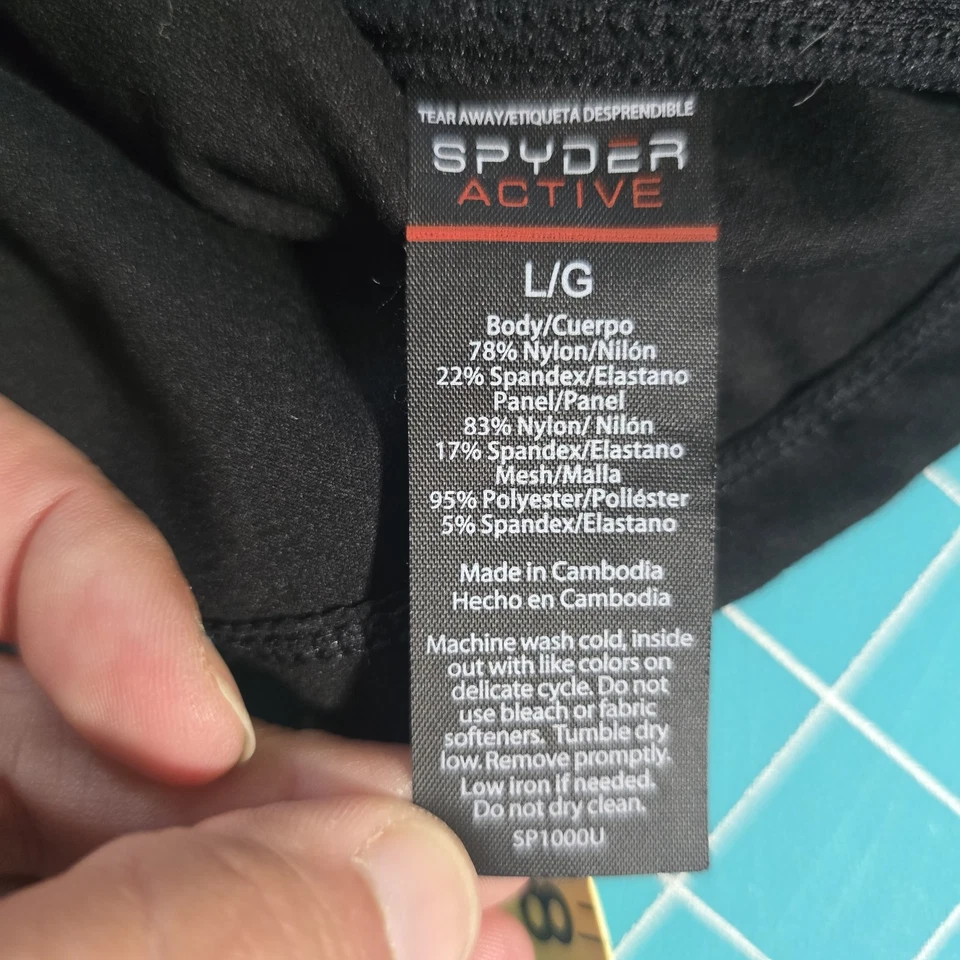 TEAR AWAY/ETIQUETA DESPRENDIBLE
SPYDER
ACTIVE
L/G
Body/Cuerpo
78% Nylon/Nilón
22% Spandex/Elastano
Panel/Panel
83% Nylon/ Nilón
17% Spandex/Elastano
Mesh/Malla
95% Polyester/Poliéster
5% Spandex/Elastano
Made in Cambodia
Hecho en Cambodia
Machine wash cold, inside
out with like colors on
delicate cycle. Do not
use bleach or fabric
softeners. Tumble dry
low. Remove promptly.
Low iron if needed.
Do not dry clean.
SP1000U
8